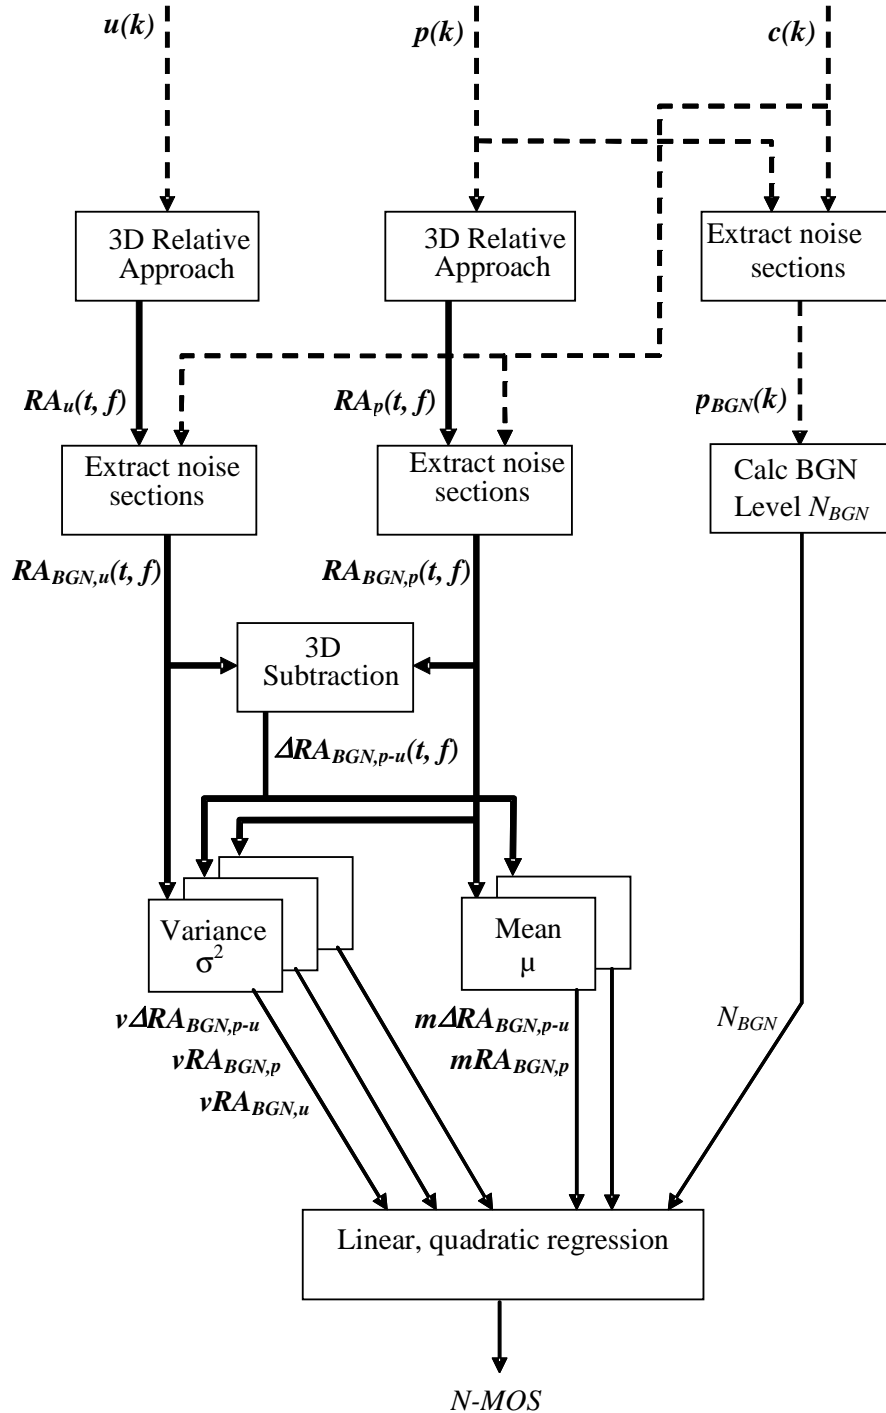 u(k)
p(k)
c(k)
3D Relative
Approach
3D Relative
Approach
Extract noise
sections
RAu(t, f)
RAp(t, f)
pBGN(k)
Extract noise
sections
Extract noise
sections
Calc BGN
Level NBGN
RABGN,u(t, f)
RABGN,p(t, f)
3D
Subtraction
ΔRABGN,p-u(t, f)
Variance
σ2
Mean
μ
vΔRABGN,p-u
vRABGN,p
vRABGN,u
mΔRABGN,p-u
mRABGN,p
NBGN
Linear, quadratic regression
N-MOS